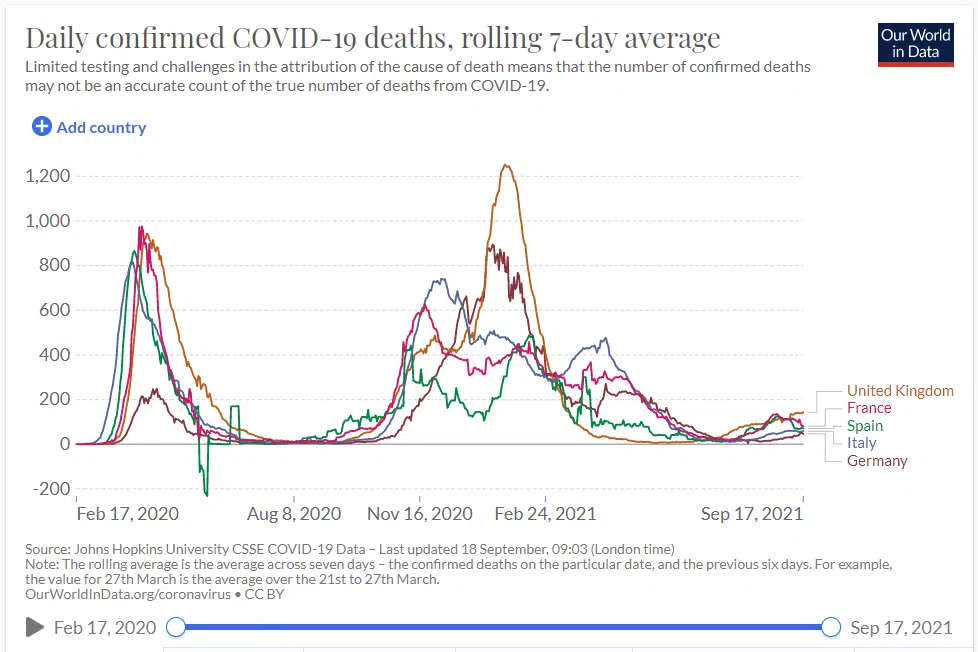 Daily confirmed COVID-19 deaths, rolling 7-day average
Our World
in Data
Limited testing and challenges in the attribution of the cause of death means that the number of confirmed deaths
may not be an accurate count of the true number of deaths from COVID-19.
+ Add country
1,200
1,000
800
600
400
200
0
-200
United Kingdom
France
Spain
Italy
Germany
Feb 17, 2020 Aug 8, 2020 Nov 16, 2020 Feb 24, 2021 Sep 17, 2021
Source: Johns Hopkins University CSSE COVID-19 Data – Last updated 18 September, 09:03 (London time)
Note: The rolling average is the average across seven days – the confirmed deaths on the particular date, and the previous six days. For example,
the value for 27th March is the average over the 21st to 27th March.
OurWorldInData.org/coronavirus • CC BY
Feb 17, 2020 Sep 17, 2021